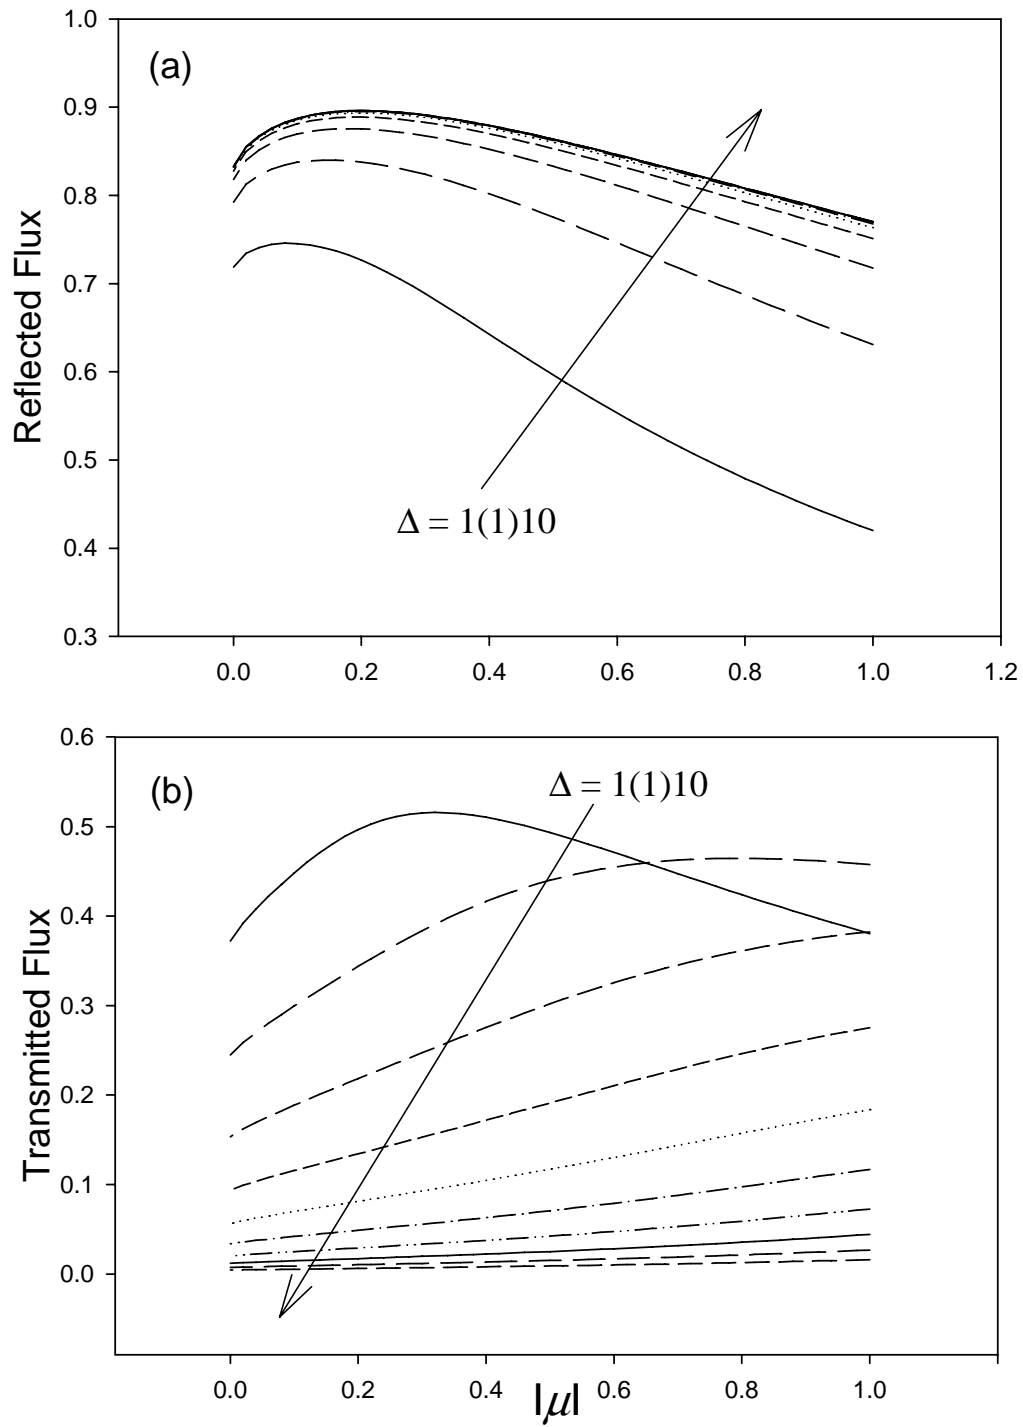 (a)
Reflected Flux
1.0
0.9
0.8
0.7
0.6
0.5
0.4
0.3
Δ = 1(1)10
0.0 0.2 0.4 0.6 0.8 1.0 1.2
(b)
Transmitted Flux
0.6
0.5
0.4
0.3
0.2
0.1
0.0
Δ = 1(1)10
0.0 0.2 0.4 0.6 0.8 1.0
|μ|